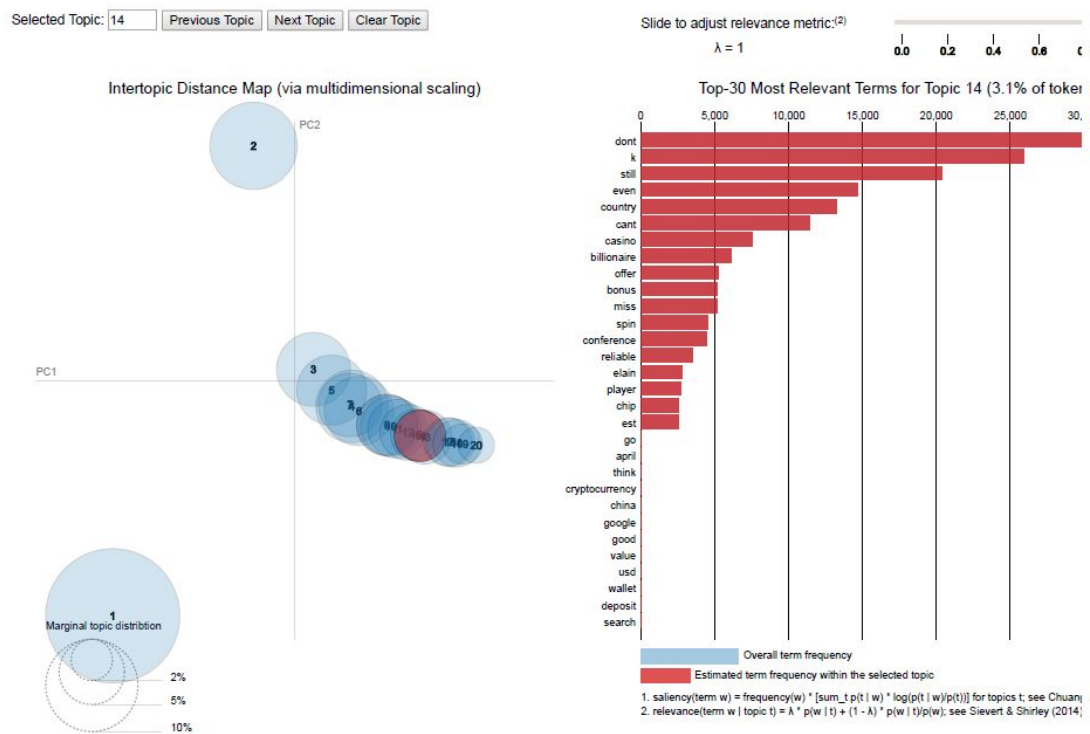 Selected Topic: 14 Previous Topic Next Topic Clear Topic
Slide to adjust relevance metric:(2)
λ = 1
0.0 0.2 0.4 0.6
Intertopic Distance Map (via multidimensional scaling)
PC2
PC1
2
3
5
20
1
Marginal topic distribtion
2%
5%
10%
Top-30 Most Relevant Terms for Topic 14 (3.1% of token
0 5,000 10,000 15,000 20,000 25,000 30,
dont
k
still
even
country
cant
casino
billionaire
offer
bonus
miss
spin
conference
reliable
elain
player
chip
est
go
april
think
cryptocurrency
china
google
good
value
usd
wallet
deposit
search
Overall term frequency
Estimated term frequency within the selected topic
1. saliency(term w) = frequency(w) * [sum_t p(t | w) * log(p(t | w)/p(t))] for topics t; see Chuang
2. relevance(term w | topic t) = λ * p(w | t) + (1 - λ) * p(w | t)/p(w); see Sievert & Shirley (2014)